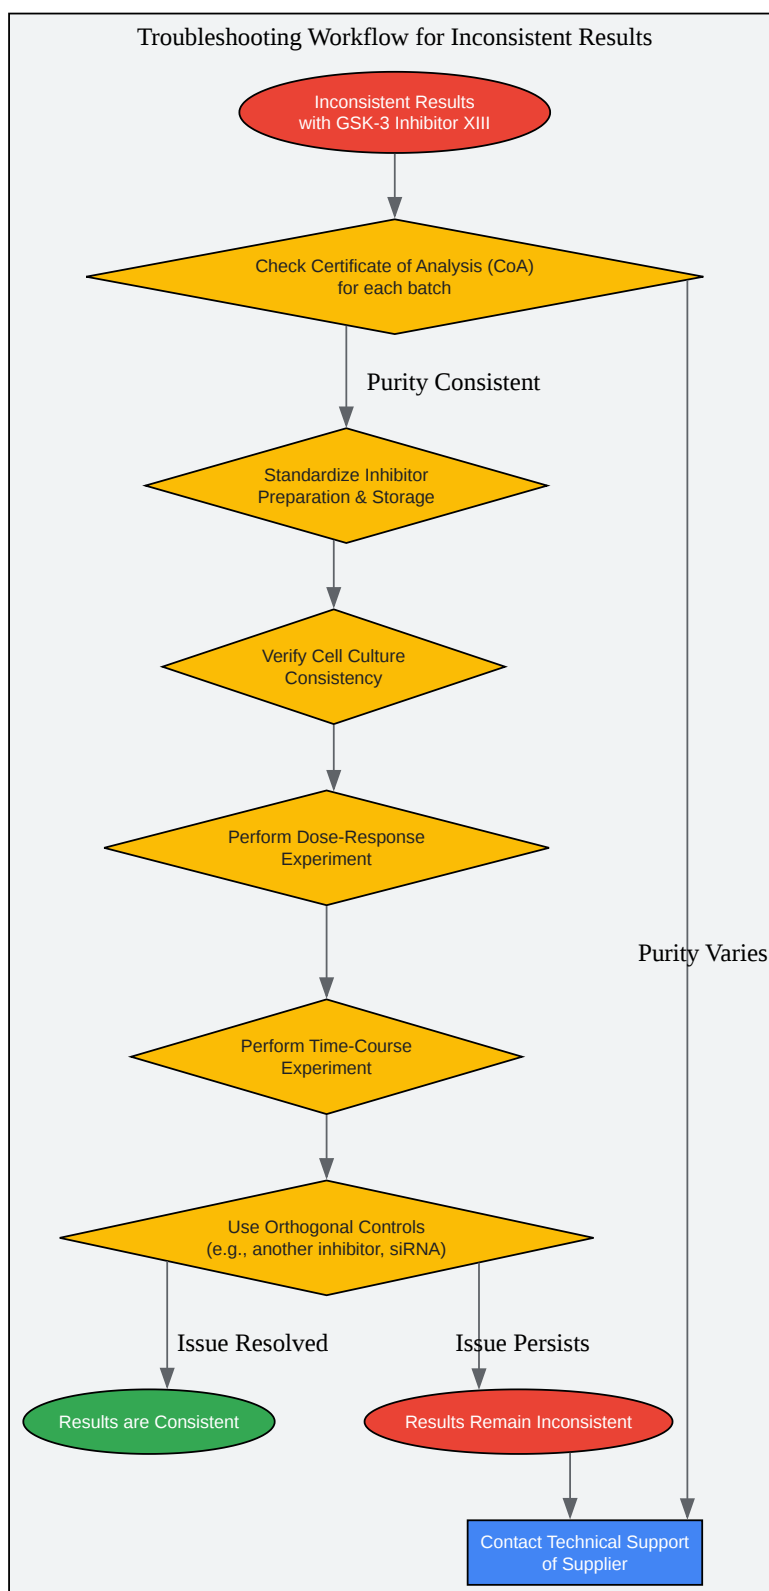 Troubleshooting Workflow for Inconsistent Results
Inconsistent Results
with GSK-3 Inhibitor XIII
Check Certificate of Analysis (CoA)
for each batch
Purity Consistent
Standardize Inhibitor
Preparation & Storage
Verify Cell Culture
Consistency
Perform Dose-Response
Experiment
Purity Varies
Perform Time-Course
Experiment
Use Orthogonal Controls
(e.g., another inhibitor, siRNA)
Issue Resolved
Issue Persists
Results are Consistent
Results Remain Inconsistent
Contact Technical Support
of Supplier